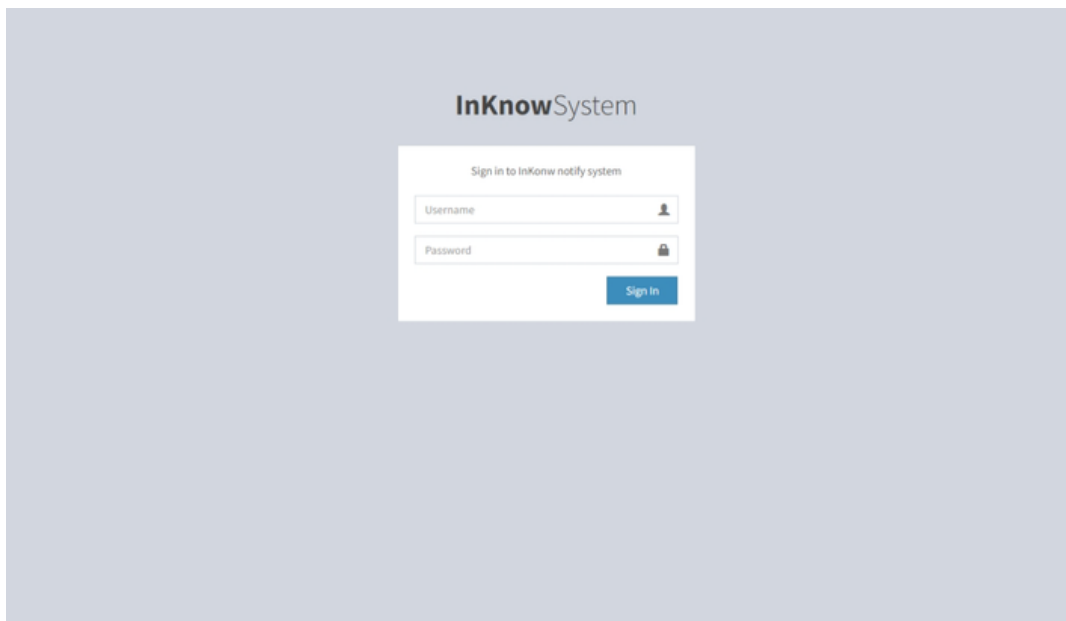 InKnowSystem
Sign in to InKonw notify system
Username
Password
Sign In